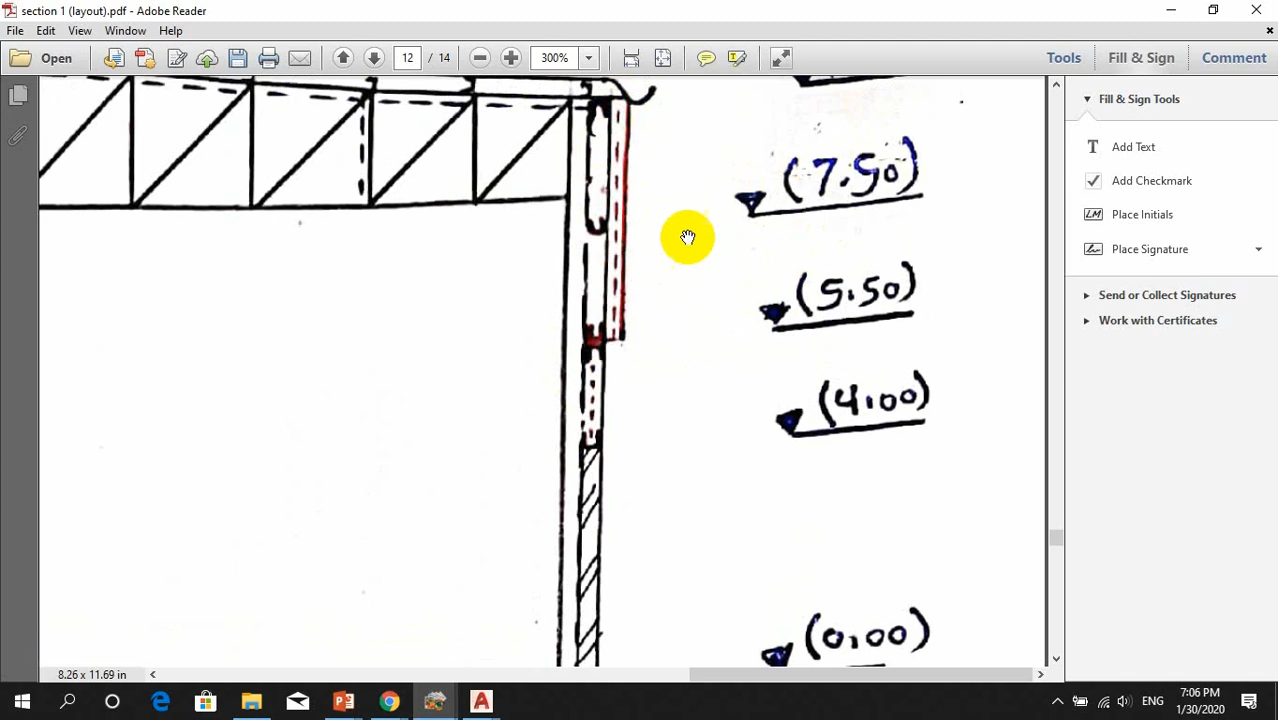 section 1 (layout).pdf - Adobe Reader
File Edit View Window Help
Open 12 / 14 300% Tools Fill & Sign Comment
Fill & Sign Tools
T Add Text
Add Checkmark
LM Place Initials
Place Signature
Send or Collect Signatures
Work with Certificates
(7.50)
(5.50)
(4.00)
(0.00)
8.26 x 11.69 in
ENG
7:06 PM
1/30/2020